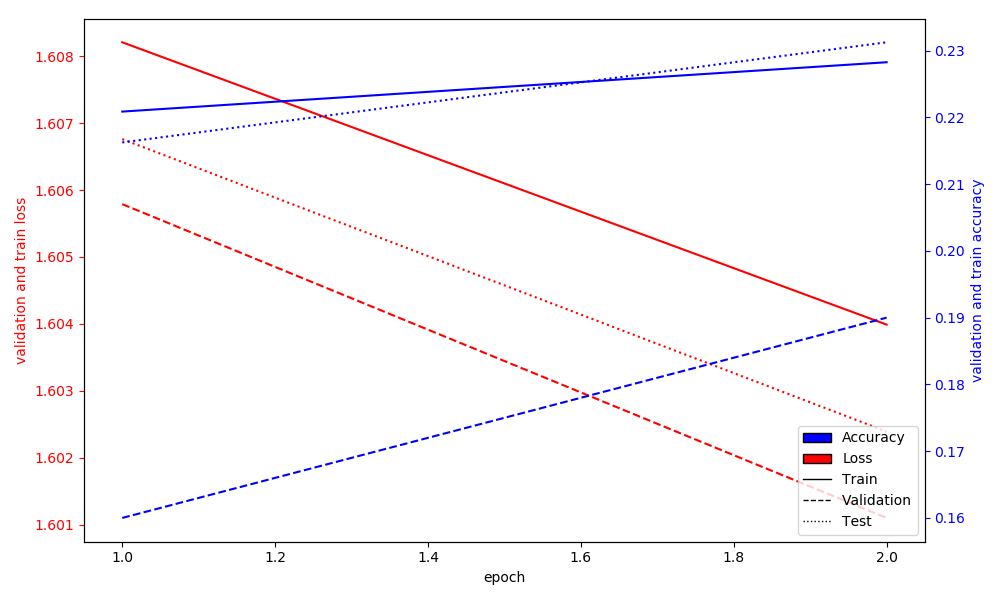 1.608
1.607
1.606
1.605
1.604
1.603
1.602
1.601
validation and train loss
0.23
0.22
0.21
0.20
0.19
0.18
0.17
0.16
validation and train accuracy
Accuracy
Loss
Train
Validation
Test
1.0 1.2 1.4 1.6 1.8 2.0
epoch